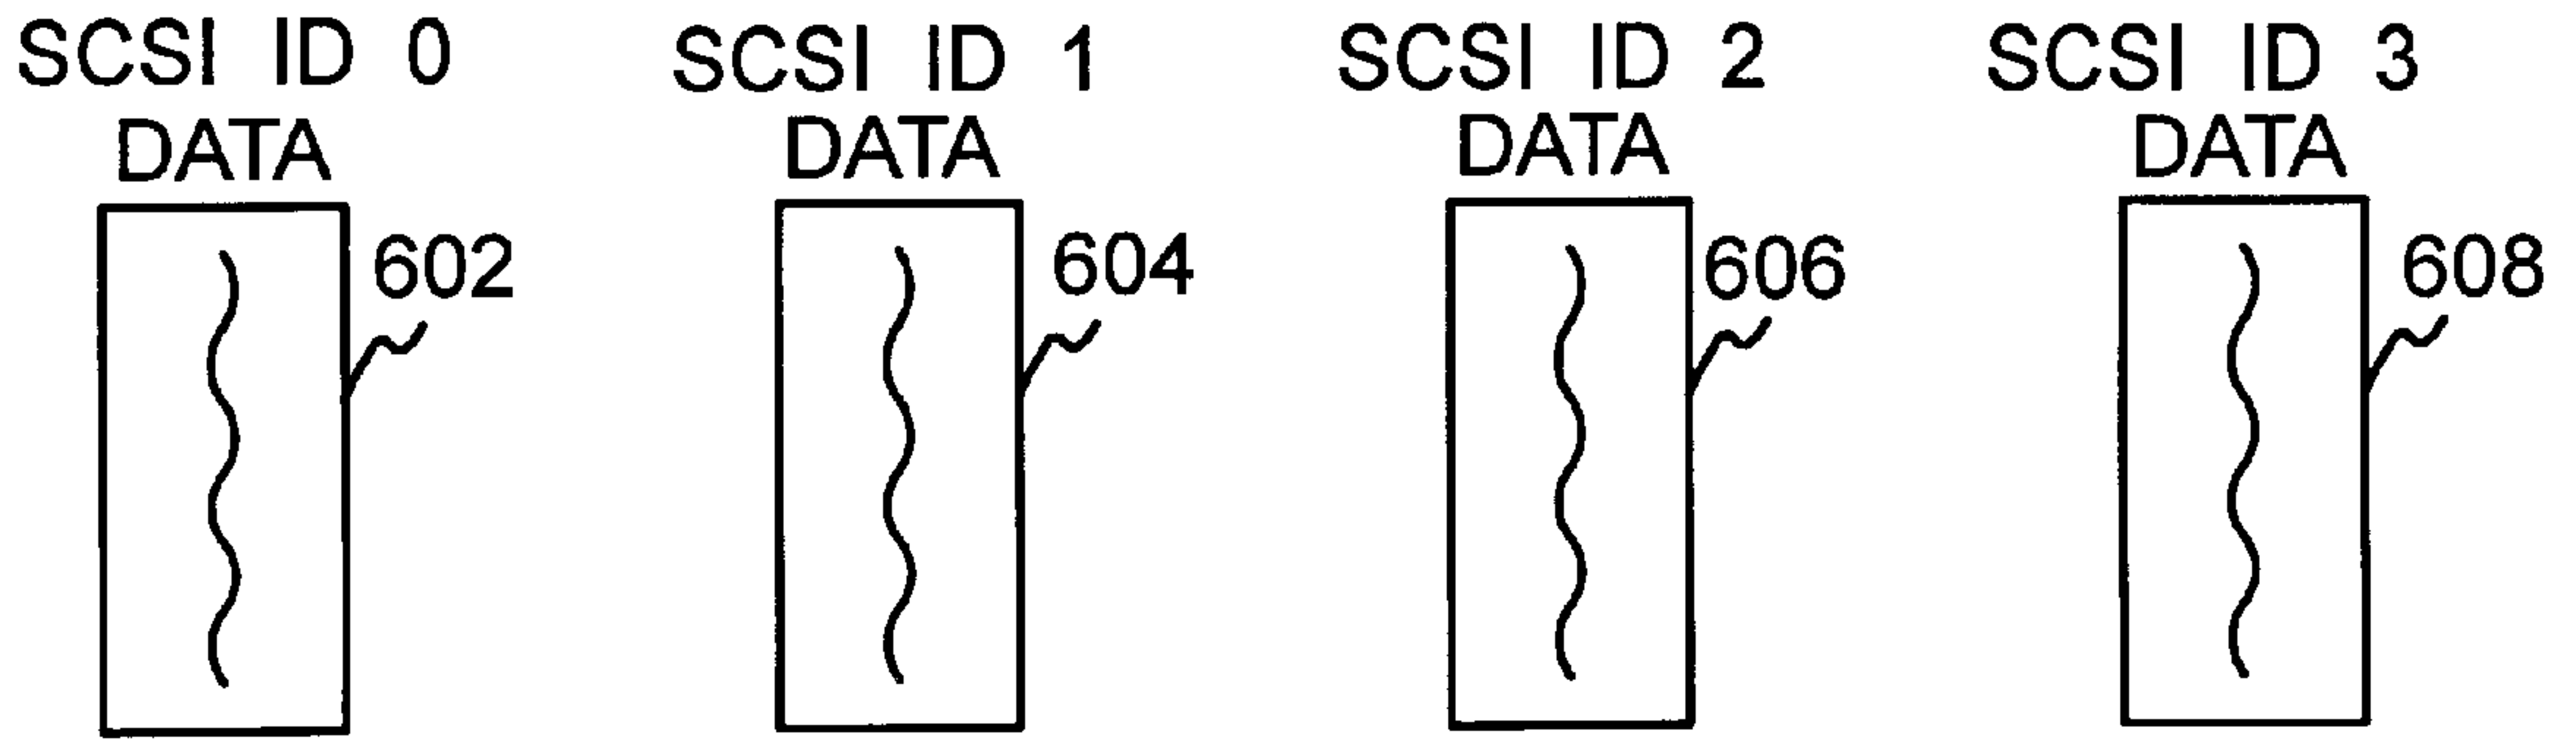 SCSI ID 0
DATA
602
SCSI ID 1
DATA
604
SCSI ID 2
DATA
606
SCSI ID 3
DATA
608